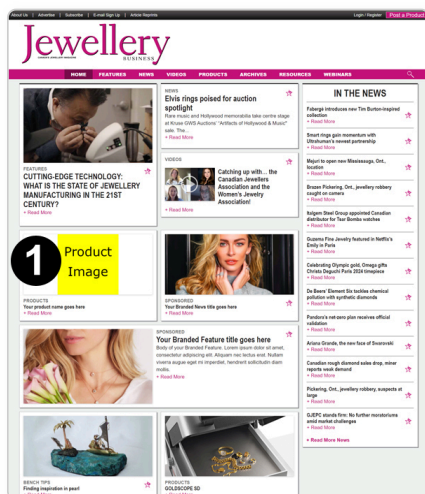 About Us | Advertise | Subscribe | E-mail Sign Up | Article Reprints
Login / Register
Post a Product
Jewellery
BUSINESS
HOME
FEATURES
NEWS
VIDEOS
PRODUCTS
ARCHIVES
RESOURCES
WEBINARS
FEATURES
CUTTING-EDGE TECHNOLOGY:
WHAT IS THE STATE OF JEWELLERY
MANUFACTURING IN THE 21ST
CENTURY?
+ Read More
NEWS
Elvis rings poised for auction
spotlight
Rare music and Hollywood memorabilia take centre stage
at Kruse GWS Auctions' "Artifacts of Hollywood & Music"
sale. The...
+ Read More
VIDEOS
Catching up with... the
Canadian Jewellers
Association and the
Women's Jewelry
Association!
+ Read More
1
Product
Image
PRODUCTS
Your product name goes here
+ Read More
SPONSORED
Your Branded News title goes here
+ Read More
SPONSORED
Your Branded Feature title goes here
Body of your Branded Feature. Lorem ipsum dolor sit amet,
consectetur adipiscing elit. Aliquam nec lectus erat. Nullam
viverra augue eget mi imperdiet, hendrerit sollicitudin diam
mollis.
+ Read More
BENCH TIPS
Finding inspiration in pearl
+ Read More
PRODUCTS
GOLDSCOPE SD
+ Read More
IN THE NEWS
Fabergé introduces new Tim Burton-inspired
collection
+ Read More
Smart rings gain momentum with
Ultrahuman's newest partnership
+ Read More
Mejuri to open new Mississauga, Ont.,
location
+ Read More
Brazen Pickering, Ont., jewellery robbery
caught on camera
+ Read More
Italgem Steel Group appointed Canadian
distributor for Tsar Bomba watches
+ Read More
Guzema Fine Jewelry featured in Netflix's
Emily in Paris
+ Read More
Celebrating Olympic gold, Omega gifts
Christa Deguchi Paris 2024 timepiece
+ Read More
De Beers' Element Six tackles chemical
pollution with synthetic diamonds
+ Read More
Pandora's net-zero plan receives official
validation
+ Read More
Ariana Grande, the new face of Swarovski
+ Read More
Canadian rough diamond sales drop, miner
reports weak demand
+ Read More
Pickering, Ont., jewellery robbery, suspects at
large
+ Read More
GJEPC stands firm: No further moratoriums
amid market challenges
+ Read More
+ Read More News